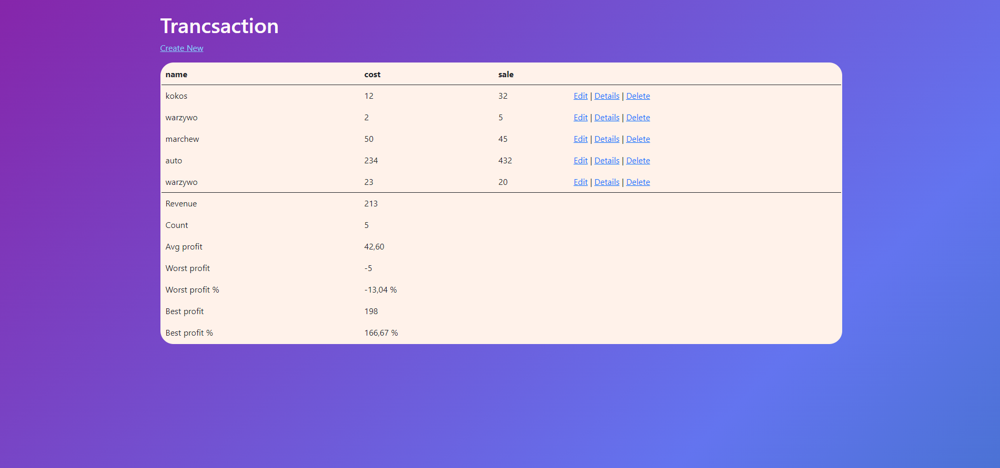 Trancsaction
Create New
name cost sale
kokos 12 32 Edit | Details | Delete
warzywo 2 5 Edit | Details | Delete
marchew 50 45 Edit | Details | Delete
auto 234 432 Edit | Details | Delete
warzywo 23 20 Edit | Details | Delete
Revenue 213
Count 5
Avg profit 42,60
Worst profit -5
Worst profit % -13,04 %
Best profit 198
Best profit % 166,67 %